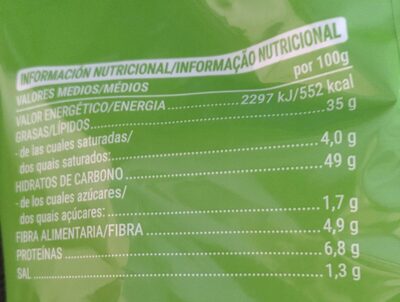 INFORMACIÓN NUTRICIONAL/INFORMAÇÃO NUTRICIONAL
VALORES MEDIOS/MÉDIOS por 100g
VALOR ENERGÉTICO/ENERGIA 2297 kJ/552 kcal
GRASAS/LÍPIDOS 35 g
- de las cuales saturadas/
dos quais saturados: 4,0 g
HIDRATOS DE CARBONO 49 g
- de los cuales azúcares/
dos quais açúcares: 1,7 g
FIBRA ALIMENTARIA/FIBRA 4,9 g
PROTEÍNAS 6,8 g
SAL 1,3 g